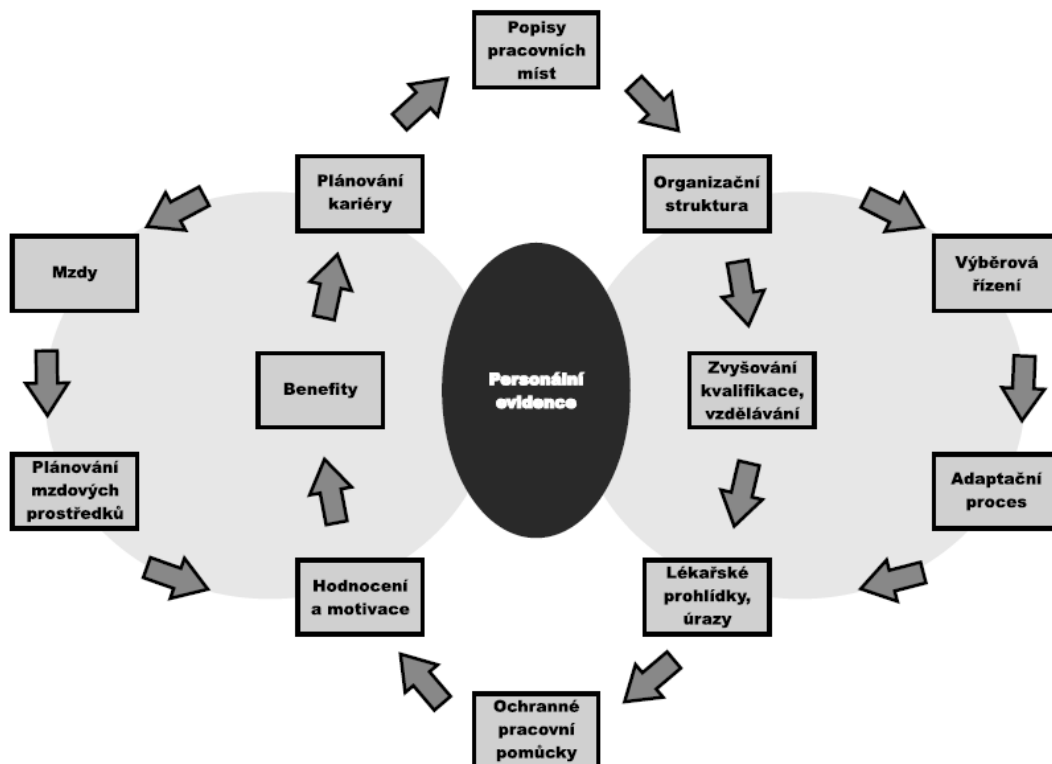 Popisy
pracovních
míst
Plánování
kariéry
Organizační
struktura
Mzdy
Výběrová
řízení
Benefity
Personální
evidence
Zvyšování
kvalifikace,
vzdělávání
Plánování
mzdových
prostředků
Adaptační
proces
Hodnocení
a motivace
Lékařské
prohlídky,
úrazy
Ochranné
pracovní
pomůcky